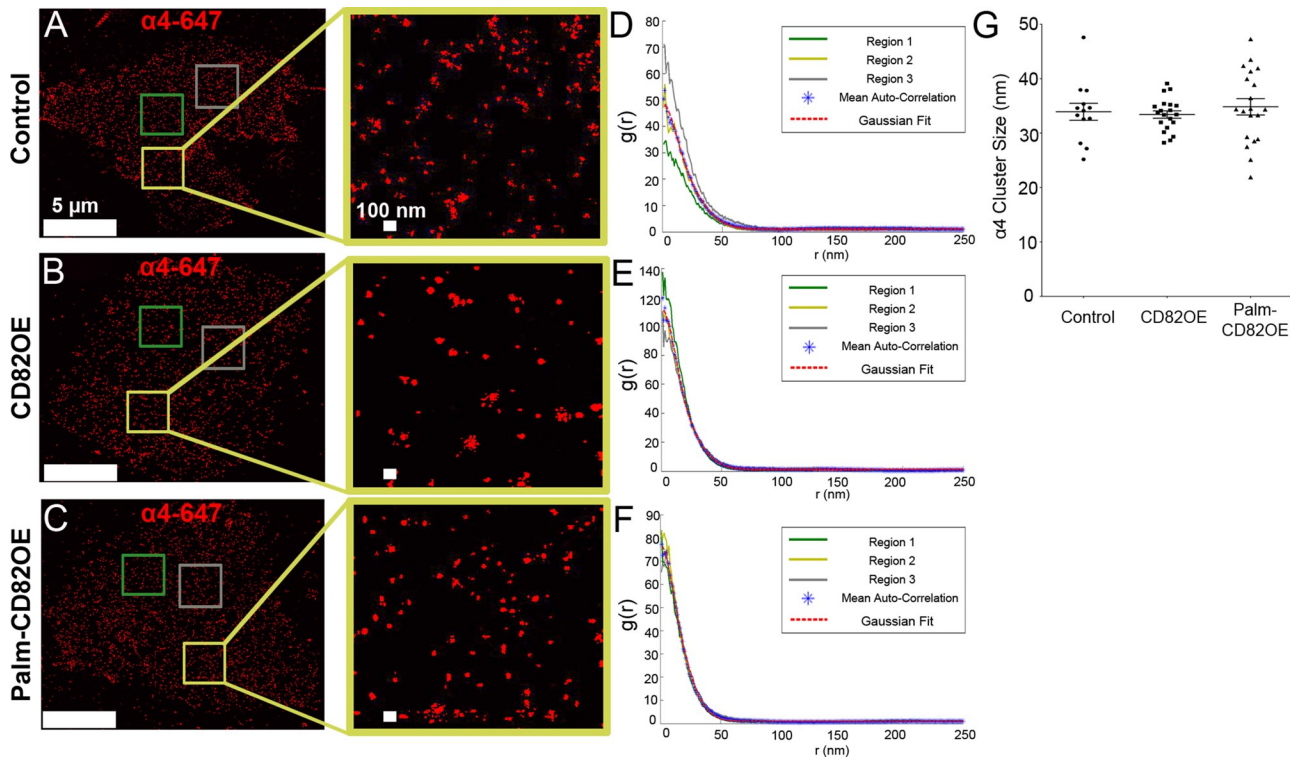 A
α4-647
Control
5 μm
100 nm
B
α4-647
CD82OE
C
α4-647
Palm-CD82OE
D
80
70
60
50
40
30
20
10
0
g(r)
0 50 100 150 200 250
r (nm)
Region 1
Region 2
Region 3
Mean Auto-Correlation
Gaussian Fit
E
140
120
100
80
60
40
20
0
g(r)
0 50 100 150 200 250
r (nm)
Region 1
Region 2
Region 3
Mean Auto-Correlation
Gaussian Fit
F
90
80
70
60
50
40
30
20
10
0
g(r)
0 50 100 150 200 250
r (nm)
Region 1
Region 2
Region 3
Mean Auto-Correlation
Gaussian Fit
G
α4 Cluster Size (nm)
50
40
30
20
10
0
Control CD82OE Palm-
CD82OE